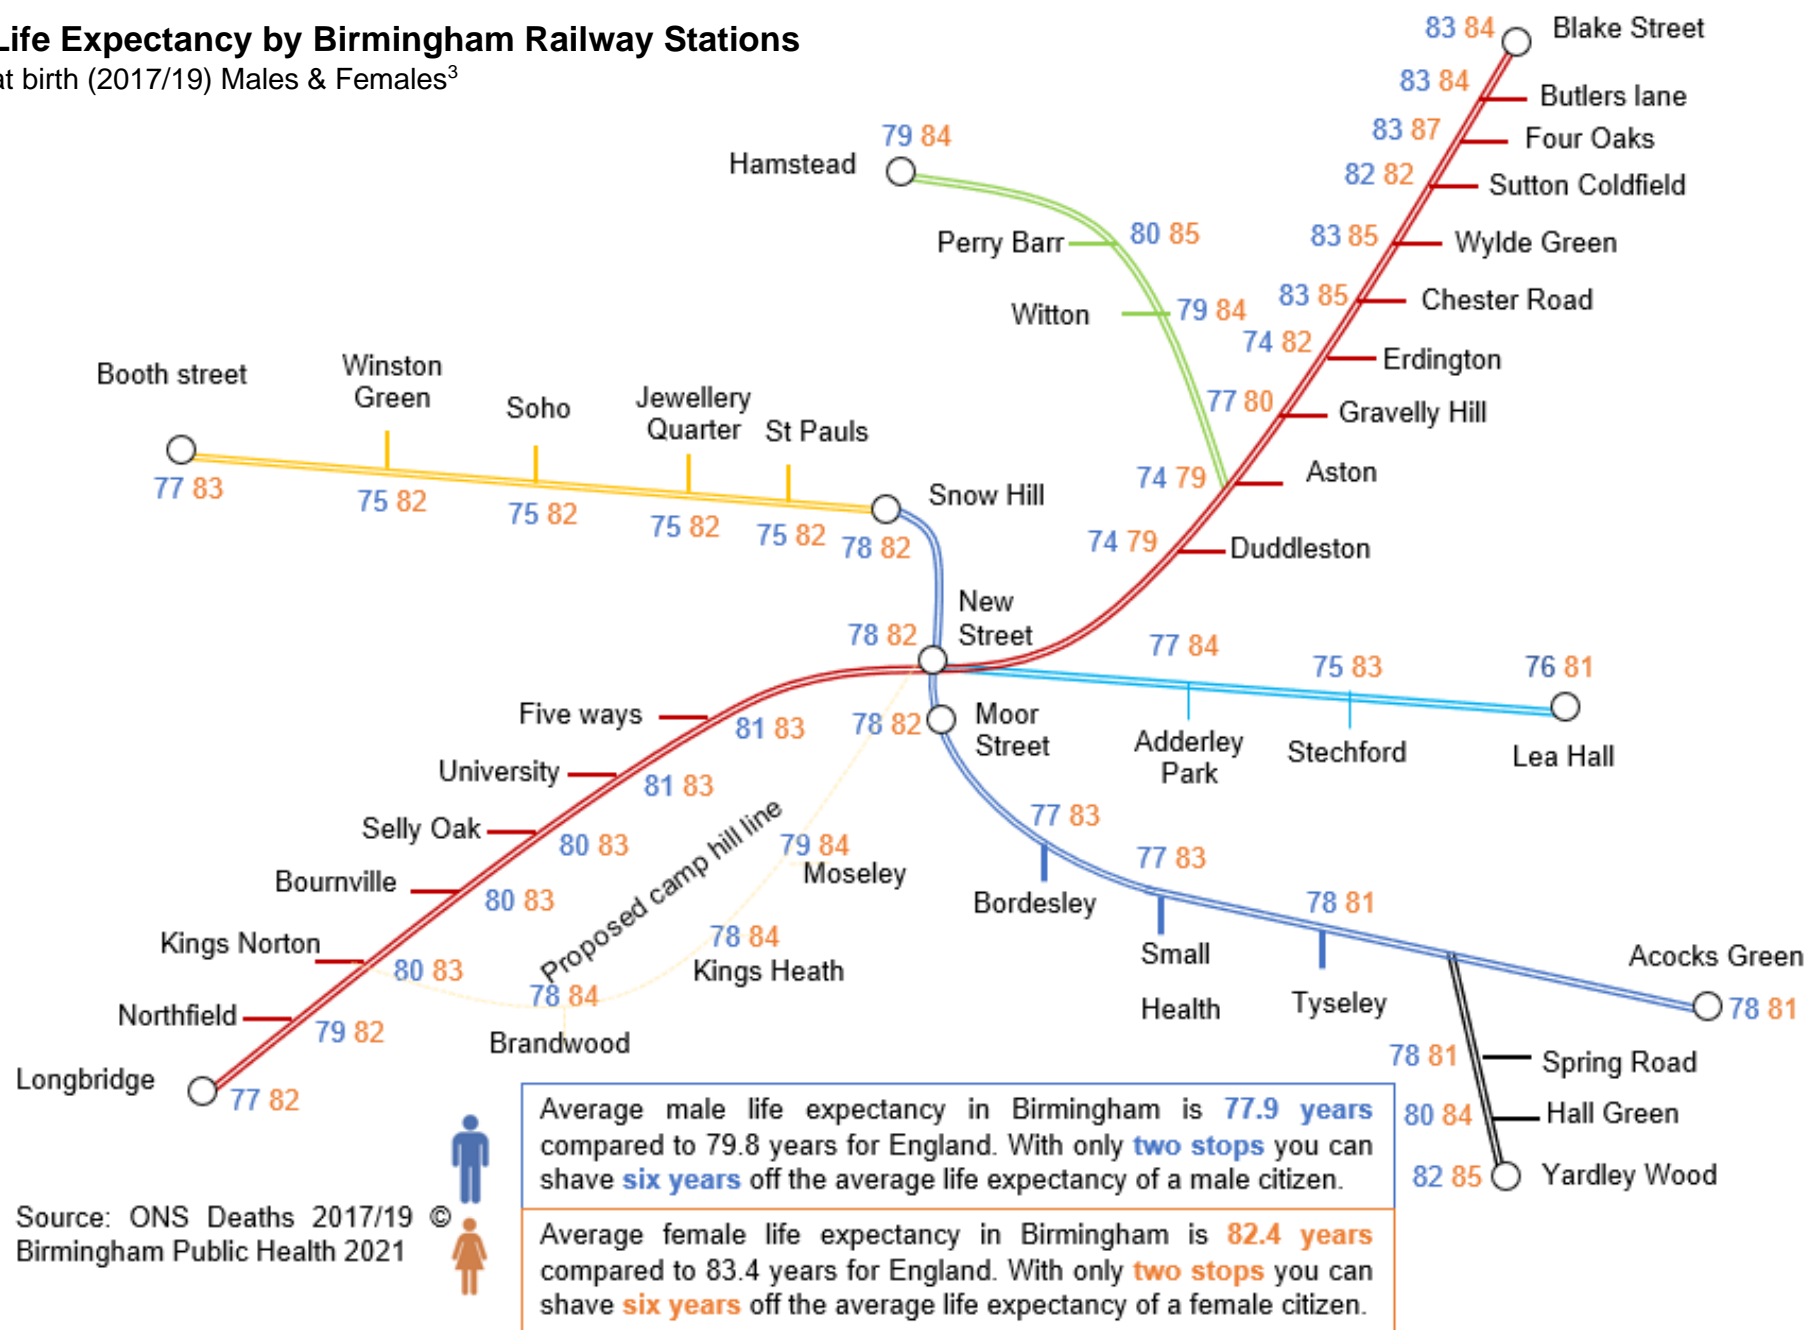 Life Expectancy by Birmingham Railway Stations
at birth (2017/19) Males & Females³
83 84 Blake Street
83 84 Butlers lane
83 87 Four Oaks
82 82 Sutton Coldfield
83 85 Wylde Green
83 85 Chester Road
74 82 Erdington
77 80 Gravelly Hill
74 79 Aston
74 79 Duddleston
79 84
Hamstead
Perry Barr 80 85
Witton 79 84
Booth street
77 83
Winston
Green
75 82
Soho
75 82
Jewellery
Quarter
75 82
St Pauls
75 82
Snow Hill
78 82
New
Street
78 82
Moor
Street
78 82
77 84
Adderley
Park
75 83
Stechford
76 81
Lea Hall
Five ways
81 83
University
81 83
Selly Oak
80 83
Bournville
80 83
Kings Norton
80 83
Northfield
79 82
Longbridge
77 82
Proposed camp hill line
79 84
Moseley
78 84
Kings Heath
78 84
Brandwood
77 83
Bordesley
77 83
Small
Health
78 81
Tyseley
Acocks Green
78 81
78 81 Spring Road
80 84 Hall Green
82 85 Yardley Wood
Average male life expectancy in Birmingham is 77.9 years
compared to 79.8 years for England. With only two stops you can
shave six years off the average life expectancy of a male citizen.
Average female life expectancy in Birmingham is 82.4 years
compared to 83.4 years for England. With only two stops you can
shave six years off the average life expectancy of a female citizen.
Source: ONS Deaths 2017/19 ©
Birmingham Public Health 2021